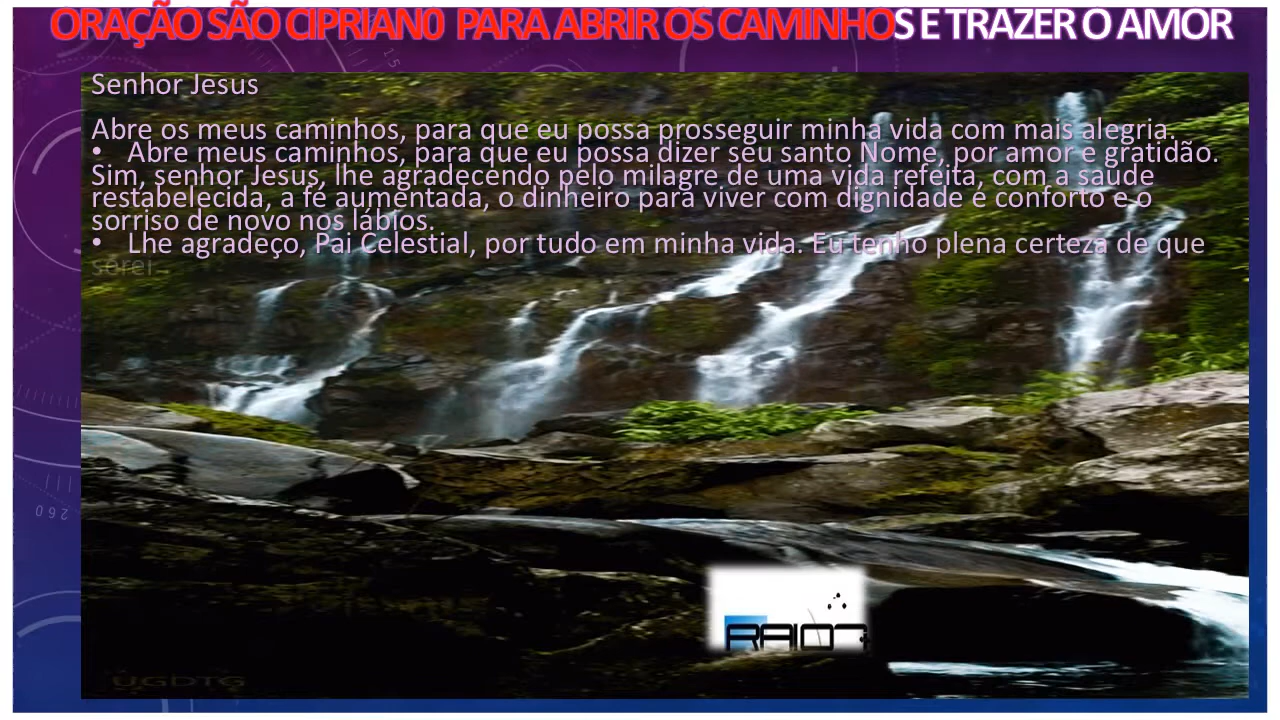 ORAÇÃO SÃO CIPRIAN0 PARA ABRIR OS CAMINHOS E TRAZER O AMOR
Senhor Jesus
Abre os meus caminhos, para que eu possa prosseguir minha vida com mais alegria.
• Abre meus caminhos, para que eu possa dizer seu santo Nome, por amor e gratidão.
Sim, senhor Jesus, lhe agradecendo pelo milagre de uma vida refeita, com a saúde
restabelecida, a fé aumentada, o dinheiro para viver com dignidade e conforto e o
sorriso de novo nos lábios.
• Lhe agradeço, Pai Celestial, por tudo em minha vida. Eu tenho plena certeza de que
serei
15
260
UGDTG